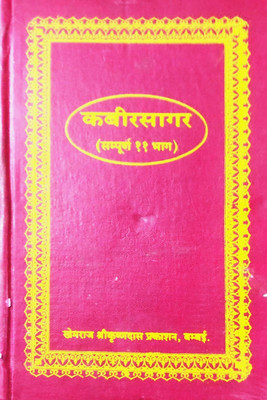 कबीरसागर
(सम्पूर्ण ११ भाग)
खेमराज श्रीकृष्णदास प्रकाशन, बम्बई.